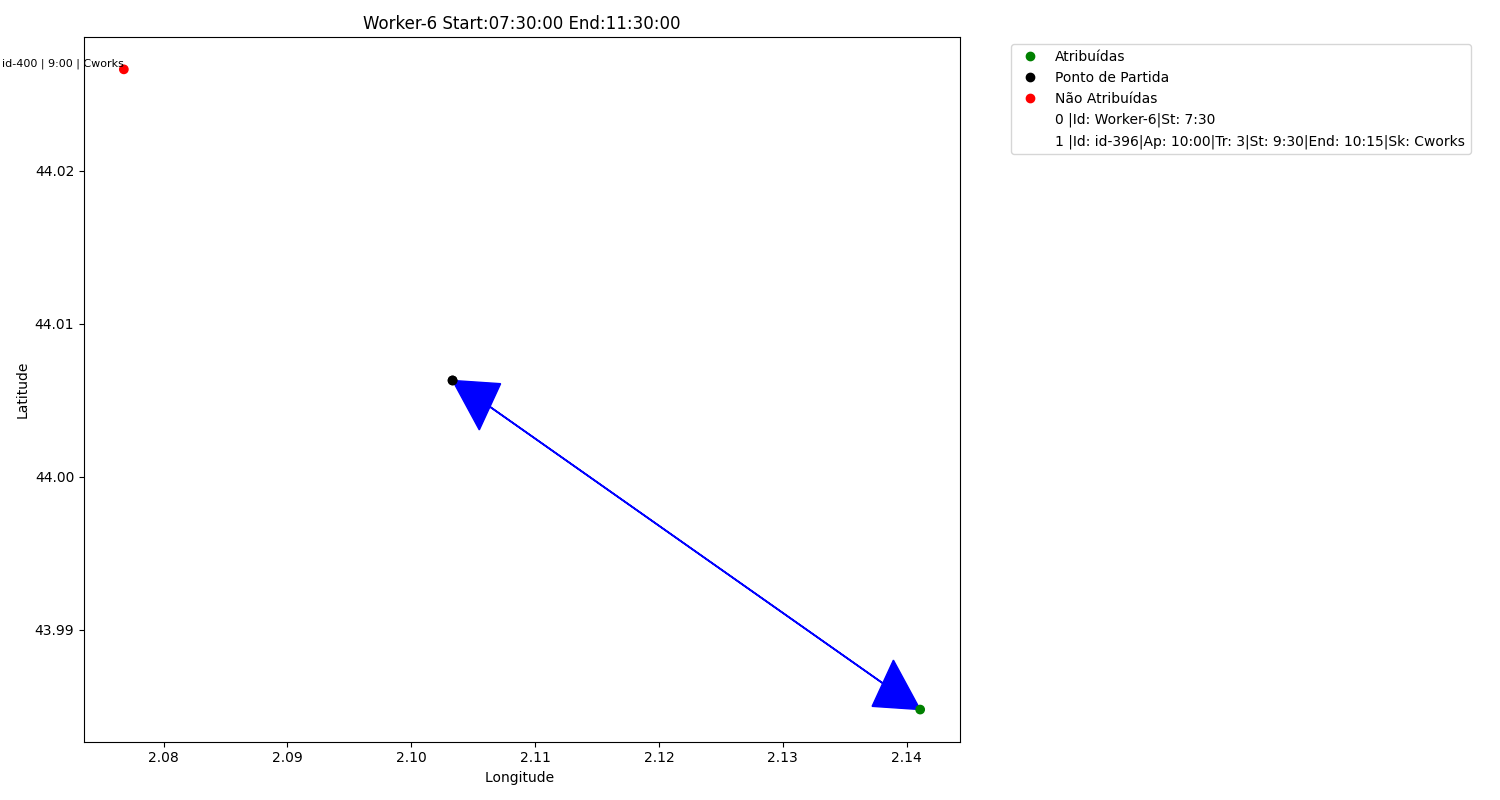 Worker-6 Start:07:30:00 End:11:30:00
id-400 | 9:00 | Cworks
44.02
44.01
44.00
43.99
Latitude
2.08 2.09 2.10 2.11 2.12 2.13 2.14
Longitude
Atribuídas
Ponto de Partida
Não Atribuídas
0 |Id: Worker-6|St: 7:30
1 |Id: id-396|Ap: 10:00|Tr: 3|St: 9:30|End: 10:15|Sk: Cworks